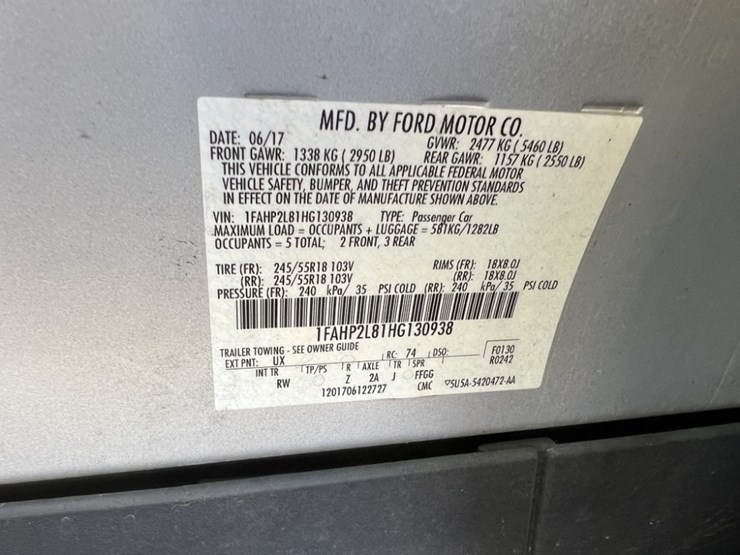 MFD. BY FORD MOTOR CO.
DATE: 06/17 GVWR: 2477 KG ( 5460 LB)
FRONT GAWR: 1338 KG ( 2950 LB) REAR GAWR: 1157 KG ( 2550 LB)
THIS VEHICLE CONFORMS TO ALL APPLICABLE FEDERAL MOTOR
VEHICLE SAFETY, BUMPER, AND THEFT PREVENTION STANDARDS
IN EFFECT ON THE DATE OF MANUFACTURE SHOWN ABOVE.
VIN: 1FAHP2L81HG130938 TYPE: Passenger Car
MAXIMUM LOAD = OCCUPANTS + LUGGAGE = 581KG/1282LB
OCCUPANTS = 5 TOTAL; 2 FRONT, 3 REAR
TIRE (FR): 245/55R18 103V RIMS (FR): 18X8.0J
(RR): 245/55R18 103V (RR): 18X8.0J
PRESSURE (FR): 240 kPa/ 35 PSI COLD (RR): 240 kPa/ 35 PSI COLD
1FAHP2L81HG130938
TRAILER TOWING - SEE OWNER GUIDE
EXT PNT: UX RC: 74 DSO: F0130
INT TR TP/PS R AXLE TR SPR R0242
RW Z 2A J FFGG
1201706122727 CMC 5U5A-5420472-AA